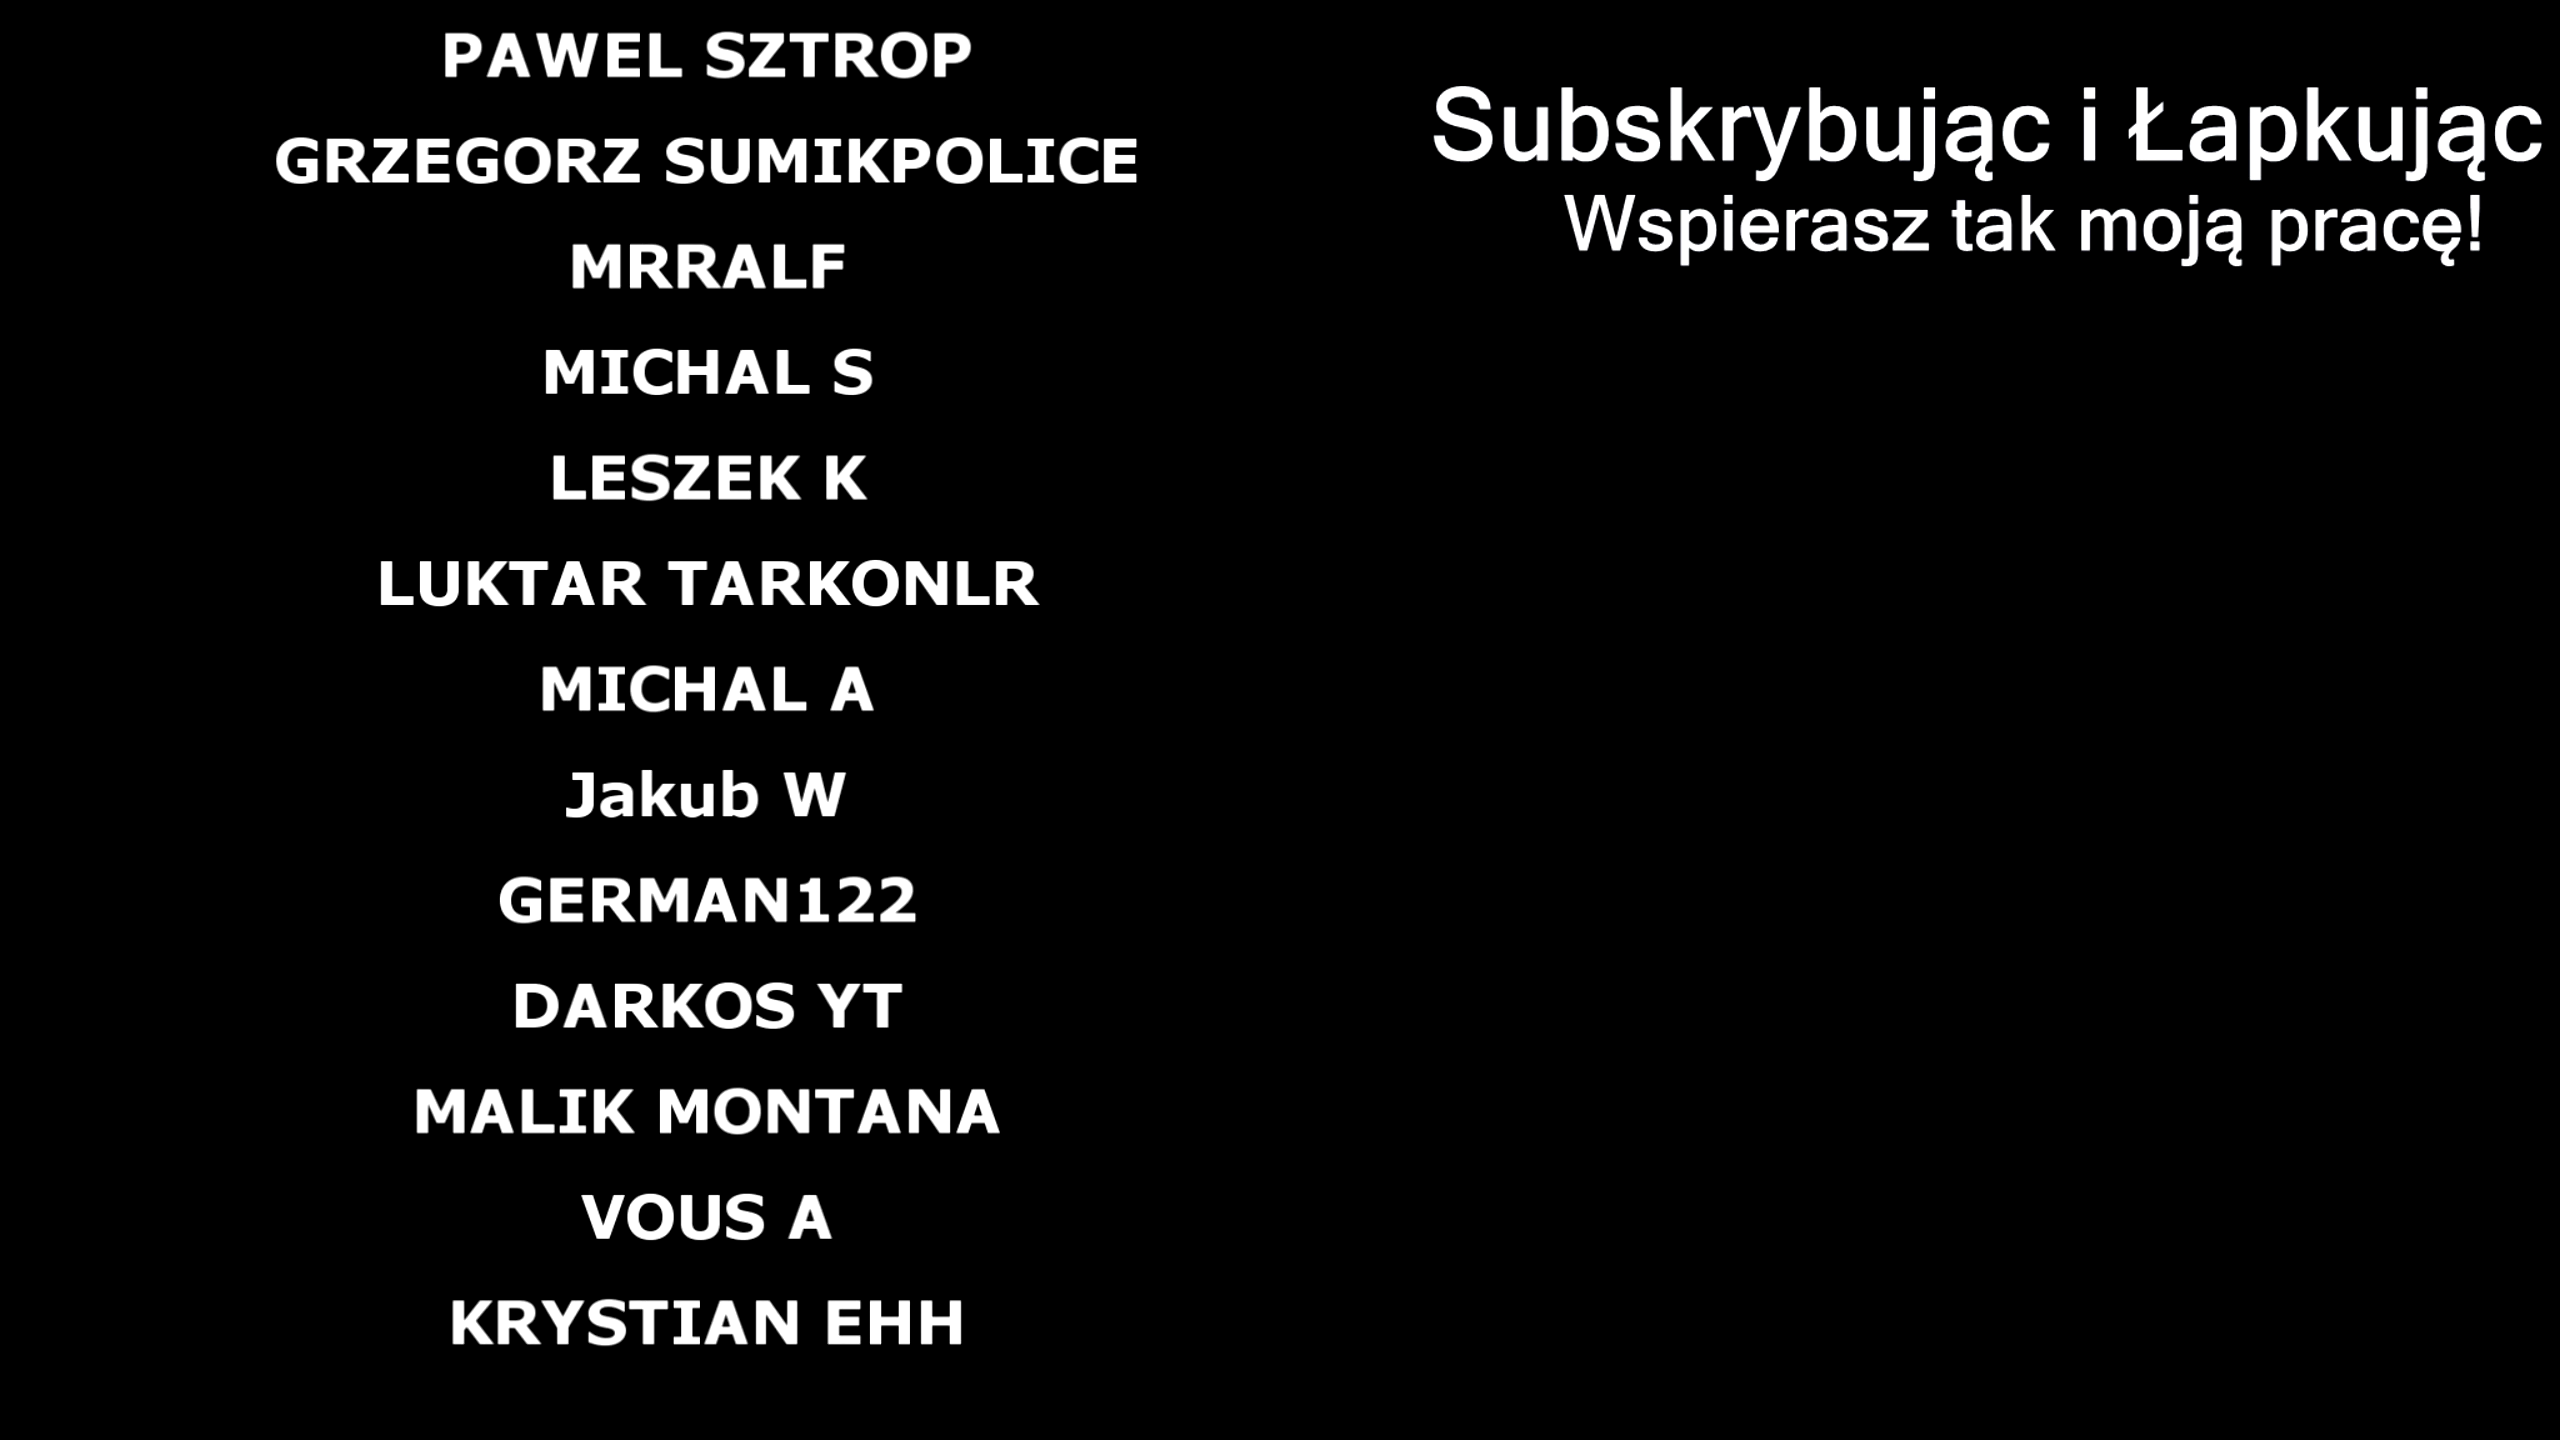 PAWEL SZTROP
GRZEGORZ SUMIKPOLICE
MRRALF
MICHAL S
LESZEK K
LUKTAR TARKONLR
MICHAL A
Jakub W
GERMAN122
DARKOS YT
MALIK MONTANA
VOUS A
KRYSTIAN EHH
Subskrybując i Łapkując
Wspierasz tak moją pracę!